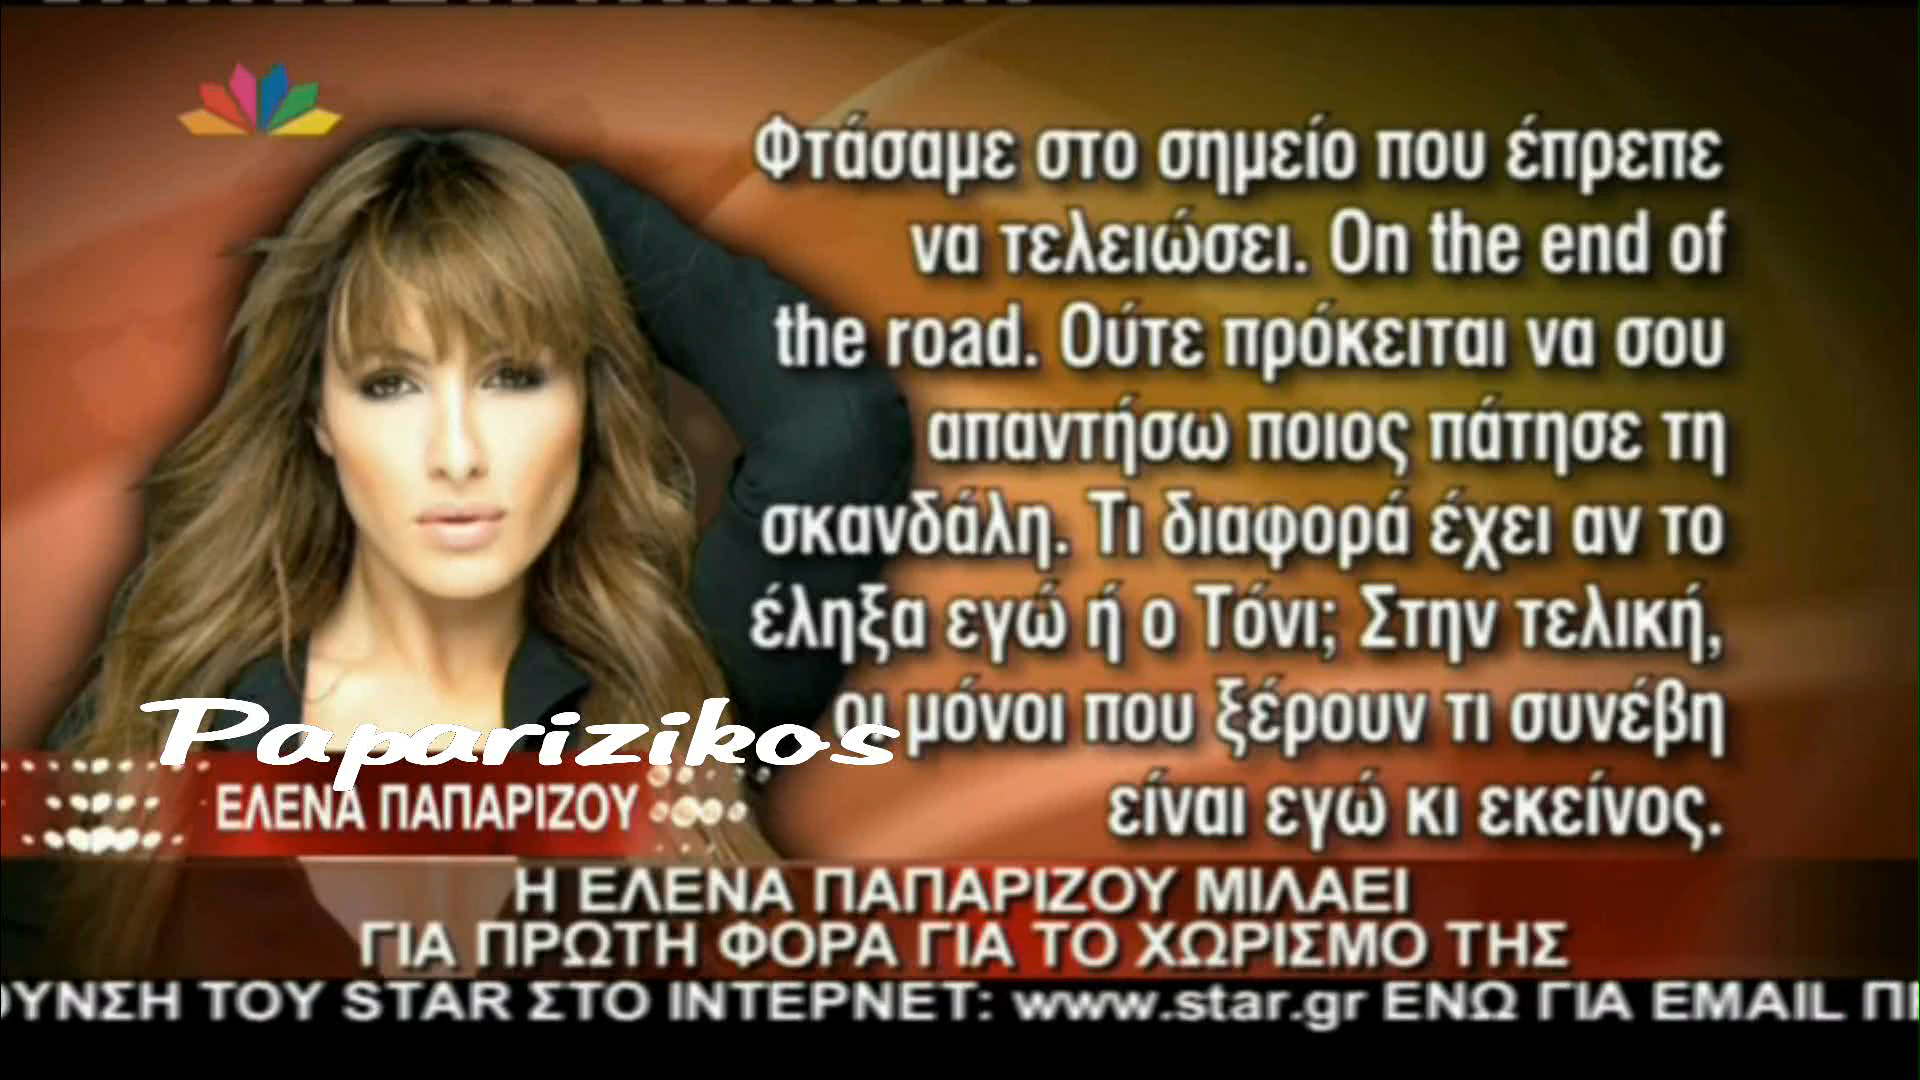 Φτάσαμε στο σημείο που έπρεπε
να τελειώσει. On the end of
the road. Ούτε πρόκειται να σου
απαντήσω ποιος πάτησε τη
σκανδάλη. Τι διαφορά έχει αν το
έληξα εγώ ή ο Τόνι; Στην τελική,
οι μόνοι που ξέρουν τι συνέβη
είναι εγώ κι εκείνος.
Paparizikos
ΕΛΕΝΑ ΠΑΠΑΡΙΖΟΥ
Η ΕΛΕΝΑ ΠΑΠΑΡΙΖΟΥ ΜΙΛΑΕΙ
ΓΙΑ ΠΡΩΤΗ ΦΟΡΑ ΓΙΑ ΤΟ ΧΩΡΙΣΜΟ ΤΗΣ
ΥΝΣΗ ΤΟΥ STAR ΣΤΟ ΙΝΤΕΡΝΕΤ: www.star.gr ΕΝΩ ΓΙΑ EMAIL